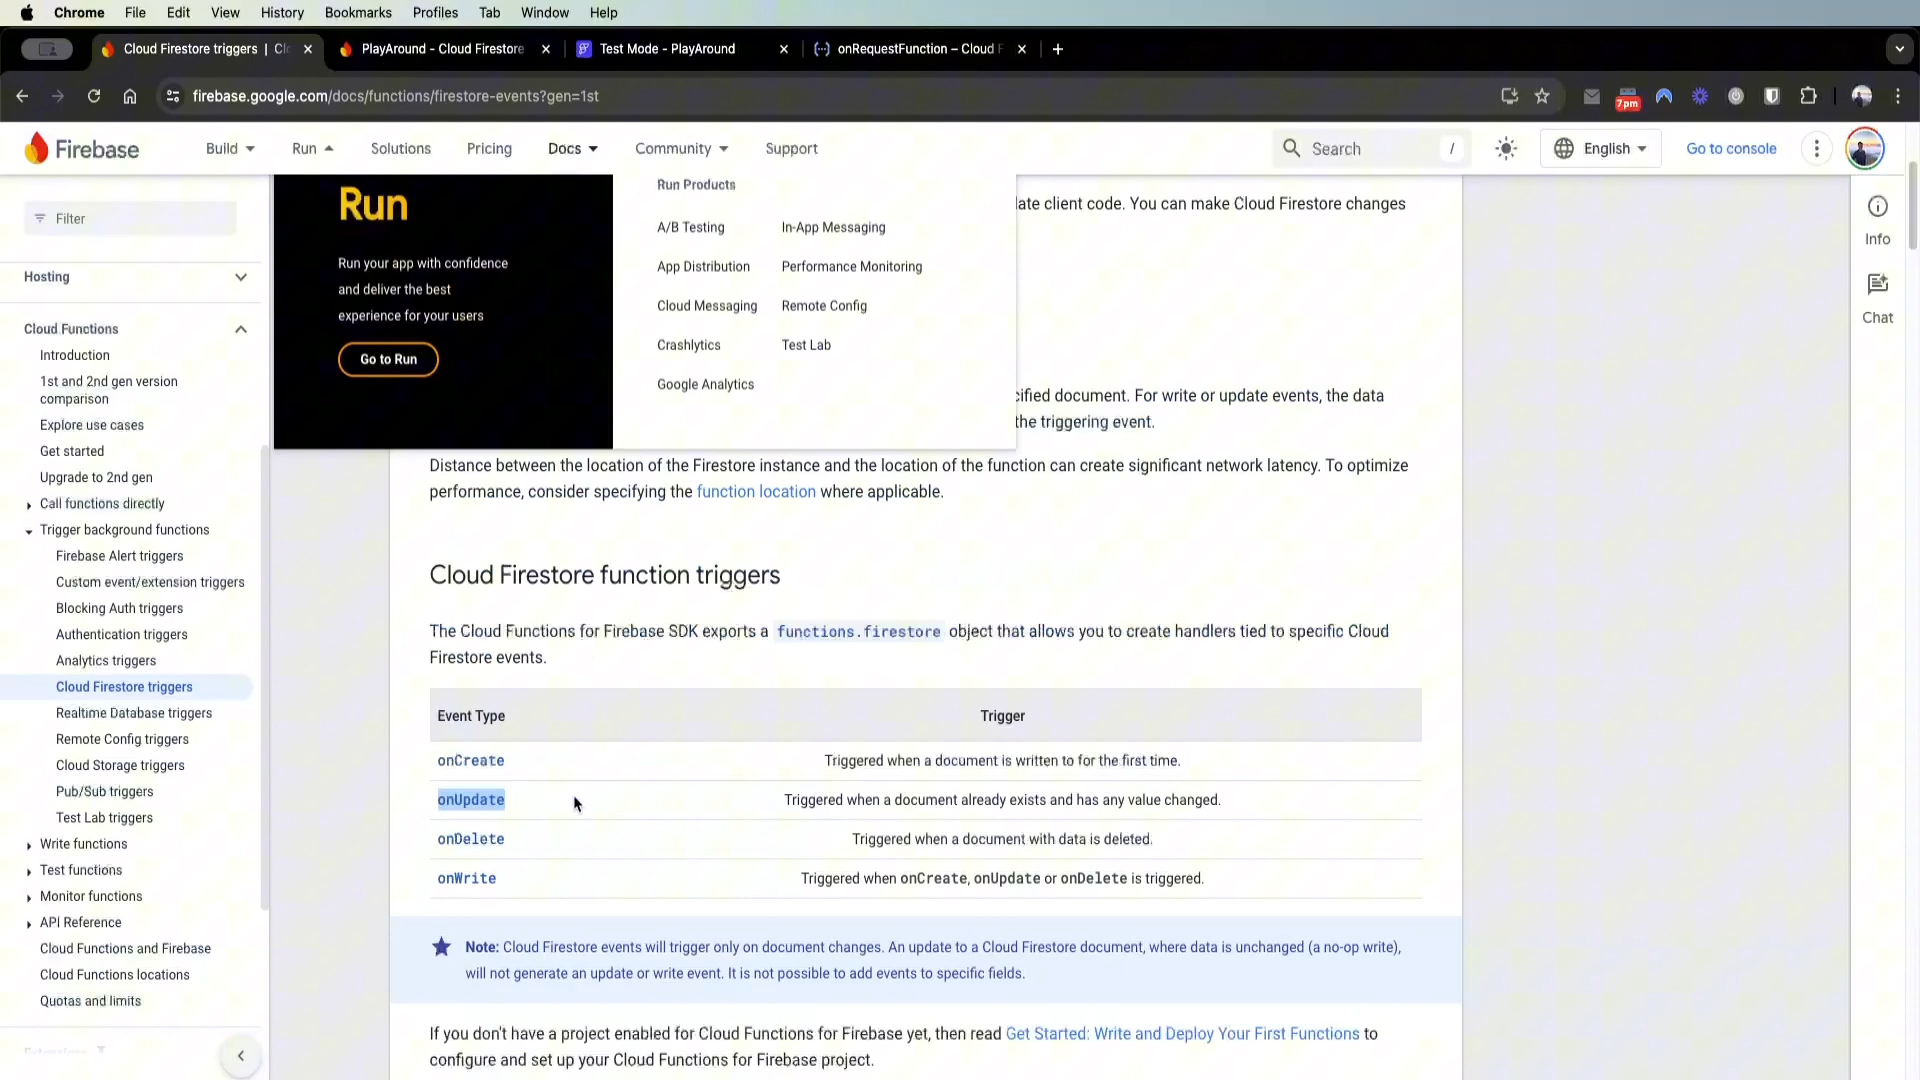 Chrome File Edit View History Bookmarks Profiles Tab Window Help
Cloud Firestore triggers | Clo
PlayAround - Cloud Firestore
Test Mode - PlayAround
onRequestFunction – Cloud F
firebase.google.com/docs/functions/firestore-events?gen=1st
7pm
Firebase
Build Run Solutions Pricing Docs Community Support
Search /
English
Go to console
Filter
Hosting
Cloud Functions
Introduction
1st and 2nd gen version
comparison
Explore use cases
Get started
Upgrade to 2nd gen
Call functions directly
Trigger background functions
Firebase Alert triggers
Custom event/extension triggers
Blocking Auth triggers
Authentication triggers
Analytics triggers
Cloud Firestore triggers
Realtime Database triggers
Remote Config triggers
Cloud Storage triggers
Pub/Sub triggers
Test Lab triggers
Write functions
Test functions
Monitor functions
API Reference
Cloud Functions and Firebase
Cloud Functions locations
Quotas and limits
Run
Run your app with confidence
and deliver the best
experience for your users
Go to Run
Run Products
A/B Testing
In-App Messaging
App Distribution
Performance Monitoring
Cloud Messaging
Remote Config
Crashlytics
Test Lab
Google Analytics
ate client code. You can make Cloud Firestore changes
cified document. For write or update events, the data
the triggering event.
Distance between the location of the Firestore instance and the location of the function can create significant network latency. To optimize
performance, consider specifying the function location where applicable.
Cloud Firestore function triggers
The Cloud Functions for Firebase SDK exports a functions.firestore object that allows you to create handlers tied to specific Cloud
Firestore events.
Event Type Trigger
onCreate Triggered when a document is written to for the first time.
onUpdate Triggered when a document already exists and has any value changed.
onDelete Triggered when a document with data is deleted.
onWrite Triggered when onCreate, onUpdate or onDelete is triggered.
Note: Cloud Firestore events will trigger only on document changes. An update to a Cloud Firestore document, where data is unchanged (a no-op write),
will not generate an update or write event. It is not possible to add events to specific fields.
If you don't have a project enabled for Cloud Functions for Firebase yet, then read Get Started: Write and Deploy Your First Functions to
configure and set up your Cloud Functions for Firebase project.
Info
Chat